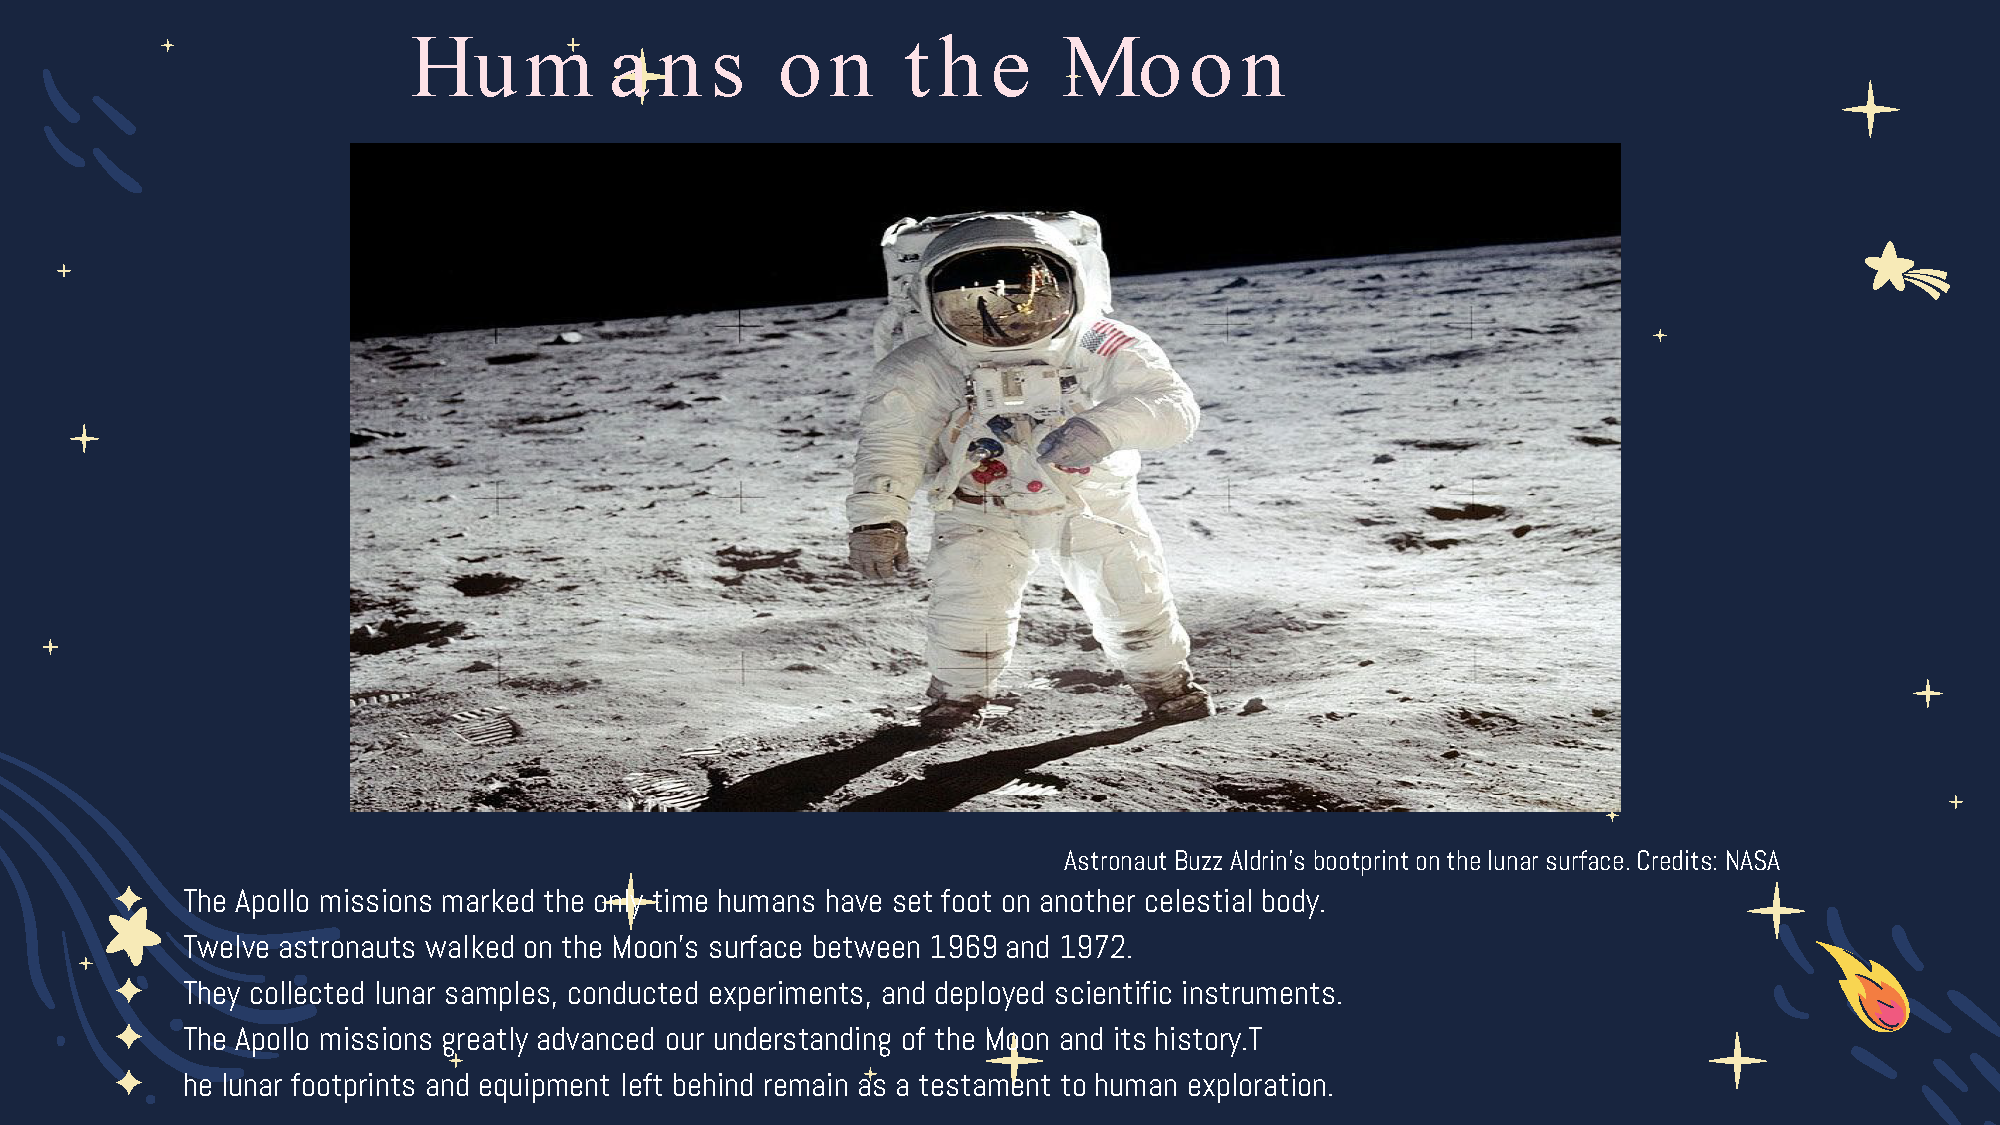 Humans on the Moon
Astronaut Buzz Aldrin's bootprint on the lunar surface. Credits: NASA
The Apollo missions marked the only time humans have set foot on another celestial body.
Twelve astronauts walked on the Moon's surface between 1969 and 1972.
They collected lunar samples, conducted experiments, and deployed scientific instruments.
The Apollo missions greatly advanced our understanding of the Moon and its history.T
he lunar footprints and equipment left behind remain as a testament to human exploration.